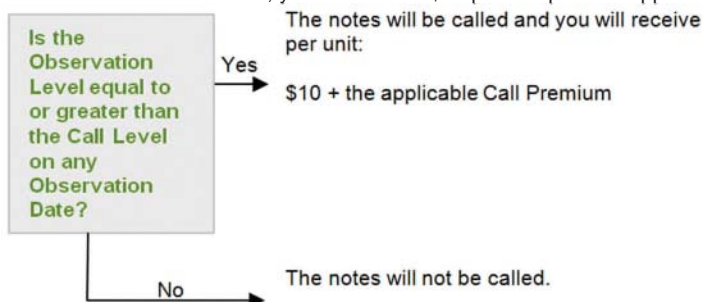 Is the
Observation
Level equal to
or greater than
the Call Level
on any
Observation
Date?
Yes
The notes will be called and you will receive
per unit:
$10 + the applicable Call Premium
No
The notes will not be called.